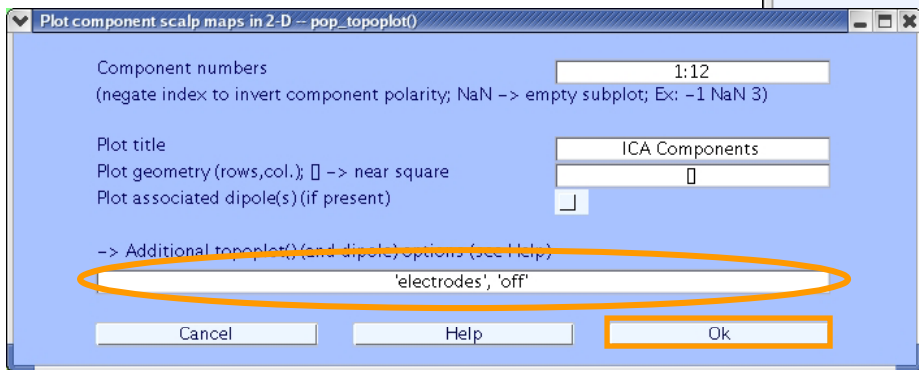 Plot component scalp maps in 2-D -- pop_topoplot()
Component numbers 1:12
(negate index to invert component polarity; NaN -> empty subplot; Ex: -1 NaN 3)
Plot title ICA Components
Plot geometry (rows,col.); [] -> near square []
Plot associated dipole(s) (if present)
-> Additional topoplot() (and dipole) options (see Help)
'electrodes', 'off'
Cancel Help Ok